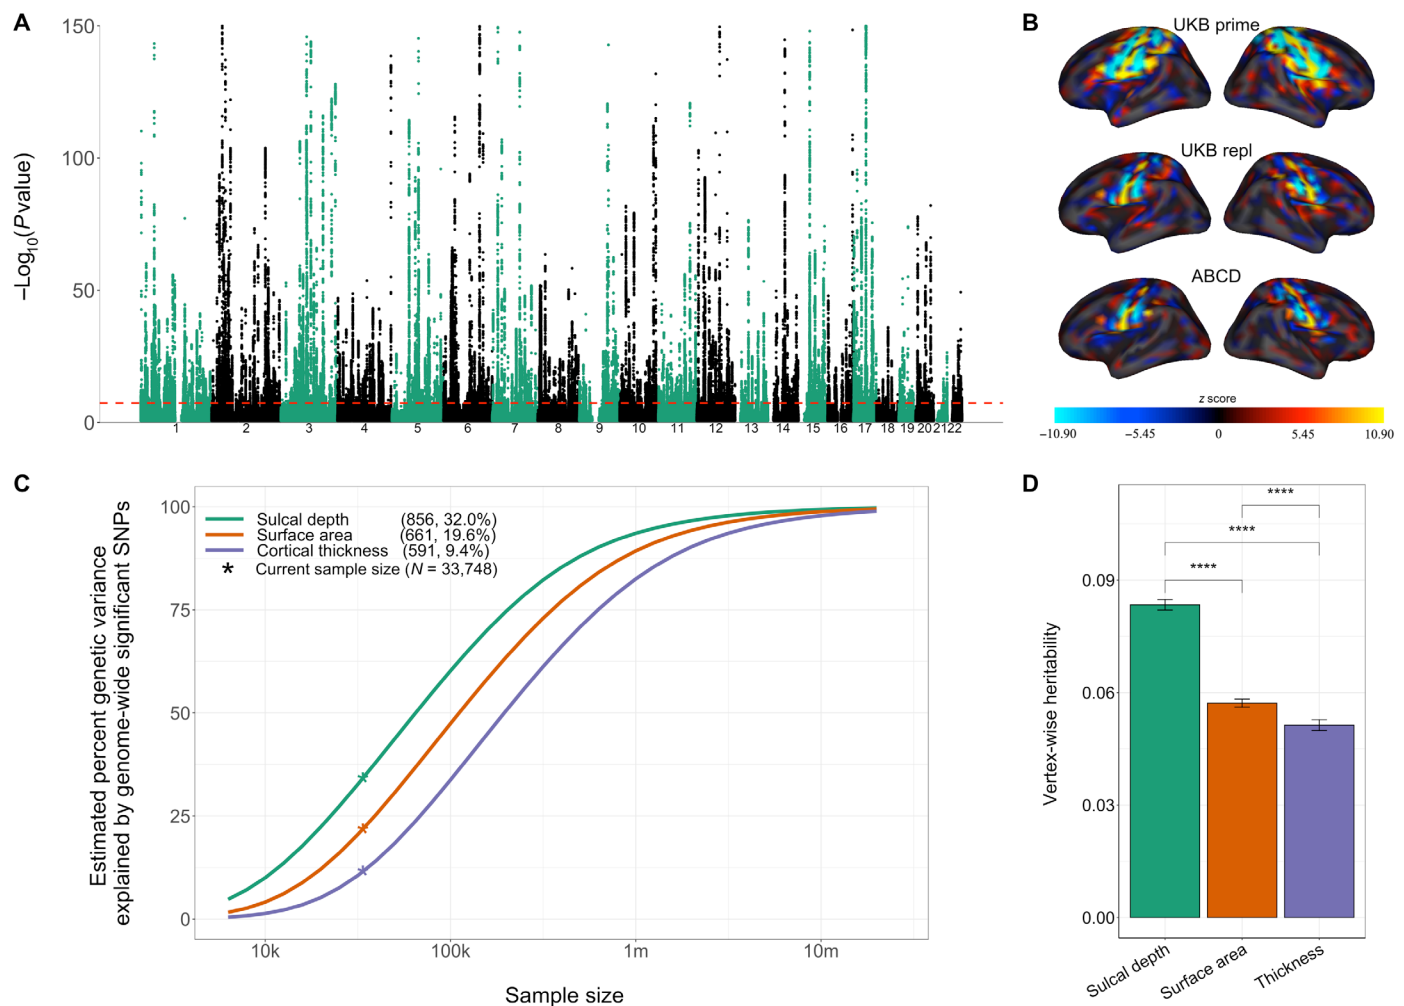 A
150
100
50
0
−Log10(Pvalue)
1 2 3 4 5 6 7 8 9 10 11 12 13 14 15 16 17 18 19 20 21 22
B
UKB prime
UKB repl
ABCD
z score
−10.90 −5.45 0 5.45 10.90
C
Estimated percent genetic variance
explained by genome-wide significant SNPs
100
75
50
25
0
Sulcal depth (856, 32.0%)
Surface area (661, 19.6%)
Cortical thickness (591, 9.4%)
* Current sample size (N = 33,748)
10k 100k 1m 10m
Sample size
D
Vertex-wise heritability
****
****
****
0.09
0.06
0.03
0.00
Sulcal depth
Surface area
Thickness